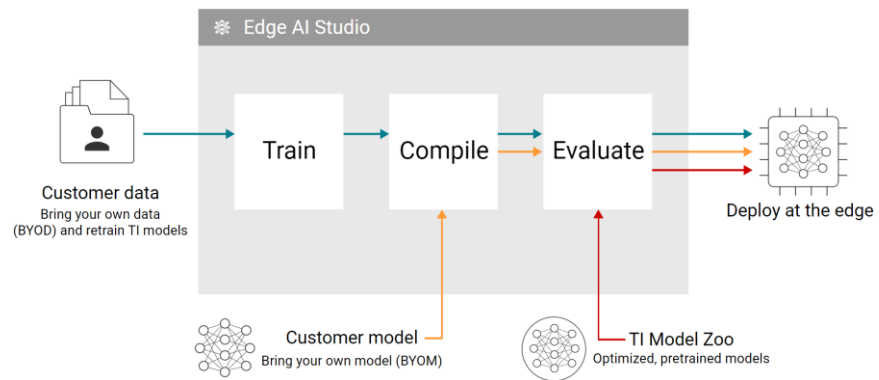 Edge AI Studio
Train
Compile
Evaluate
Customer data
Bring your own data
(BYOD) and retrain TI models
Deploy at the edge
Customer model
Bring your own model (BYOM)
TI Model Zoo
Optimized, pretrained models